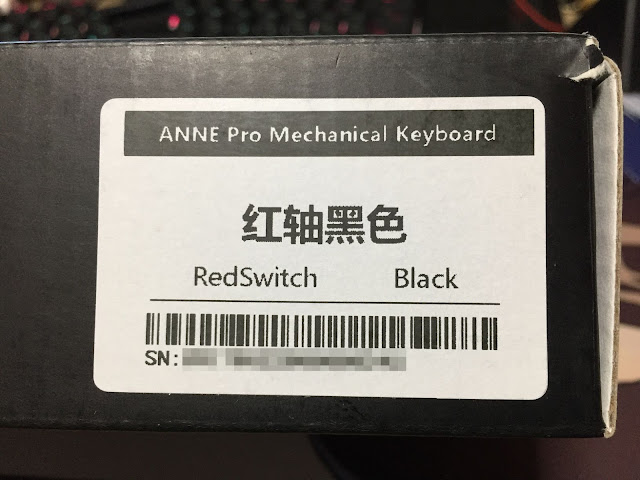 ANNE Pro Mechanical Keyboard
红轴黑色
RedSwitch Black
SN: